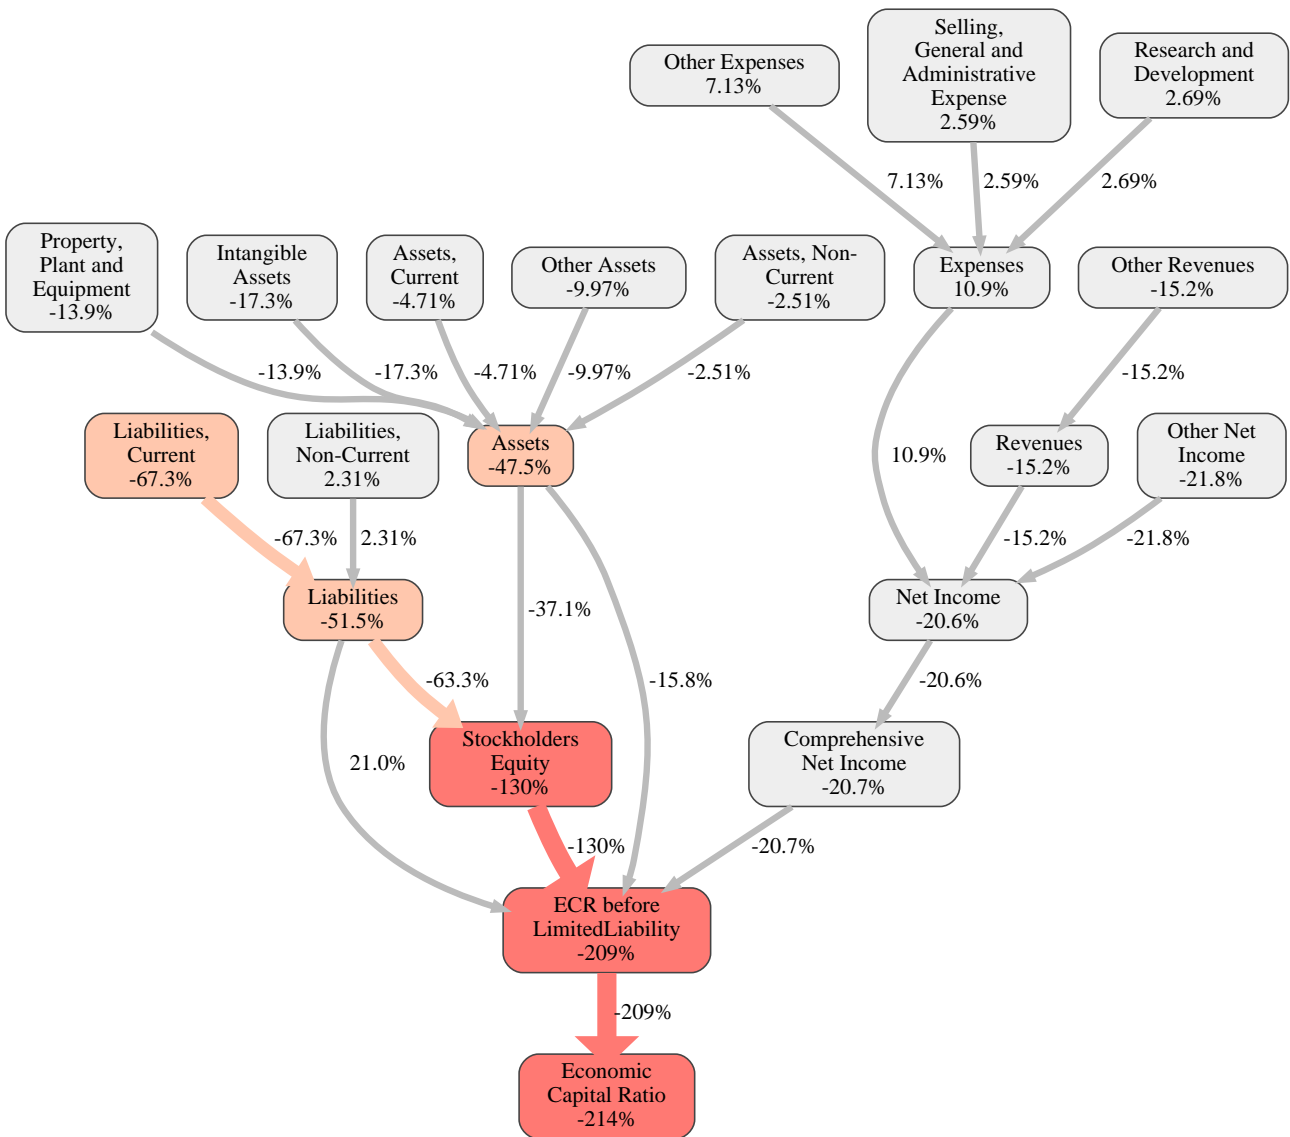 Other Expenses
7.13%
Selling,
General and
Administrative
Expense
2.59%
Research and
Development
2.69%
7.13%
2.59%
2.69%
Property,
Plant and
Equipment
-13.9%
Intangible
Assets
-17.3%
Assets,
Current
-4.71%
Other Assets
-9.97%
Assets, Non-
Current
-2.51%
Expenses
10.9%
Other Revenues
-15.2%
-13.9%
-17.3%
-4.71%
-9.97%
-2.51%
-15.2%
Liabilities,
Current
-67.3%
Liabilities,
Non-Current
2.31%
Assets
-47.5%
10.9%
Revenues
-15.2%
Other Net
Income
-21.8%
-67.3%
2.31%
-15.2%
-21.8%
Liabilities
-51.5%
-37.1%
Net Income
-20.6%
-63.3%
-15.8%
-20.6%
21.0%
Stockholders
Equity
-130%
Comprehensive
Net Income
-20.7%
-130%
-20.7%
ECR before
LimitedLiability
-209%
-209%
Economic
Capital Ratio
-214%